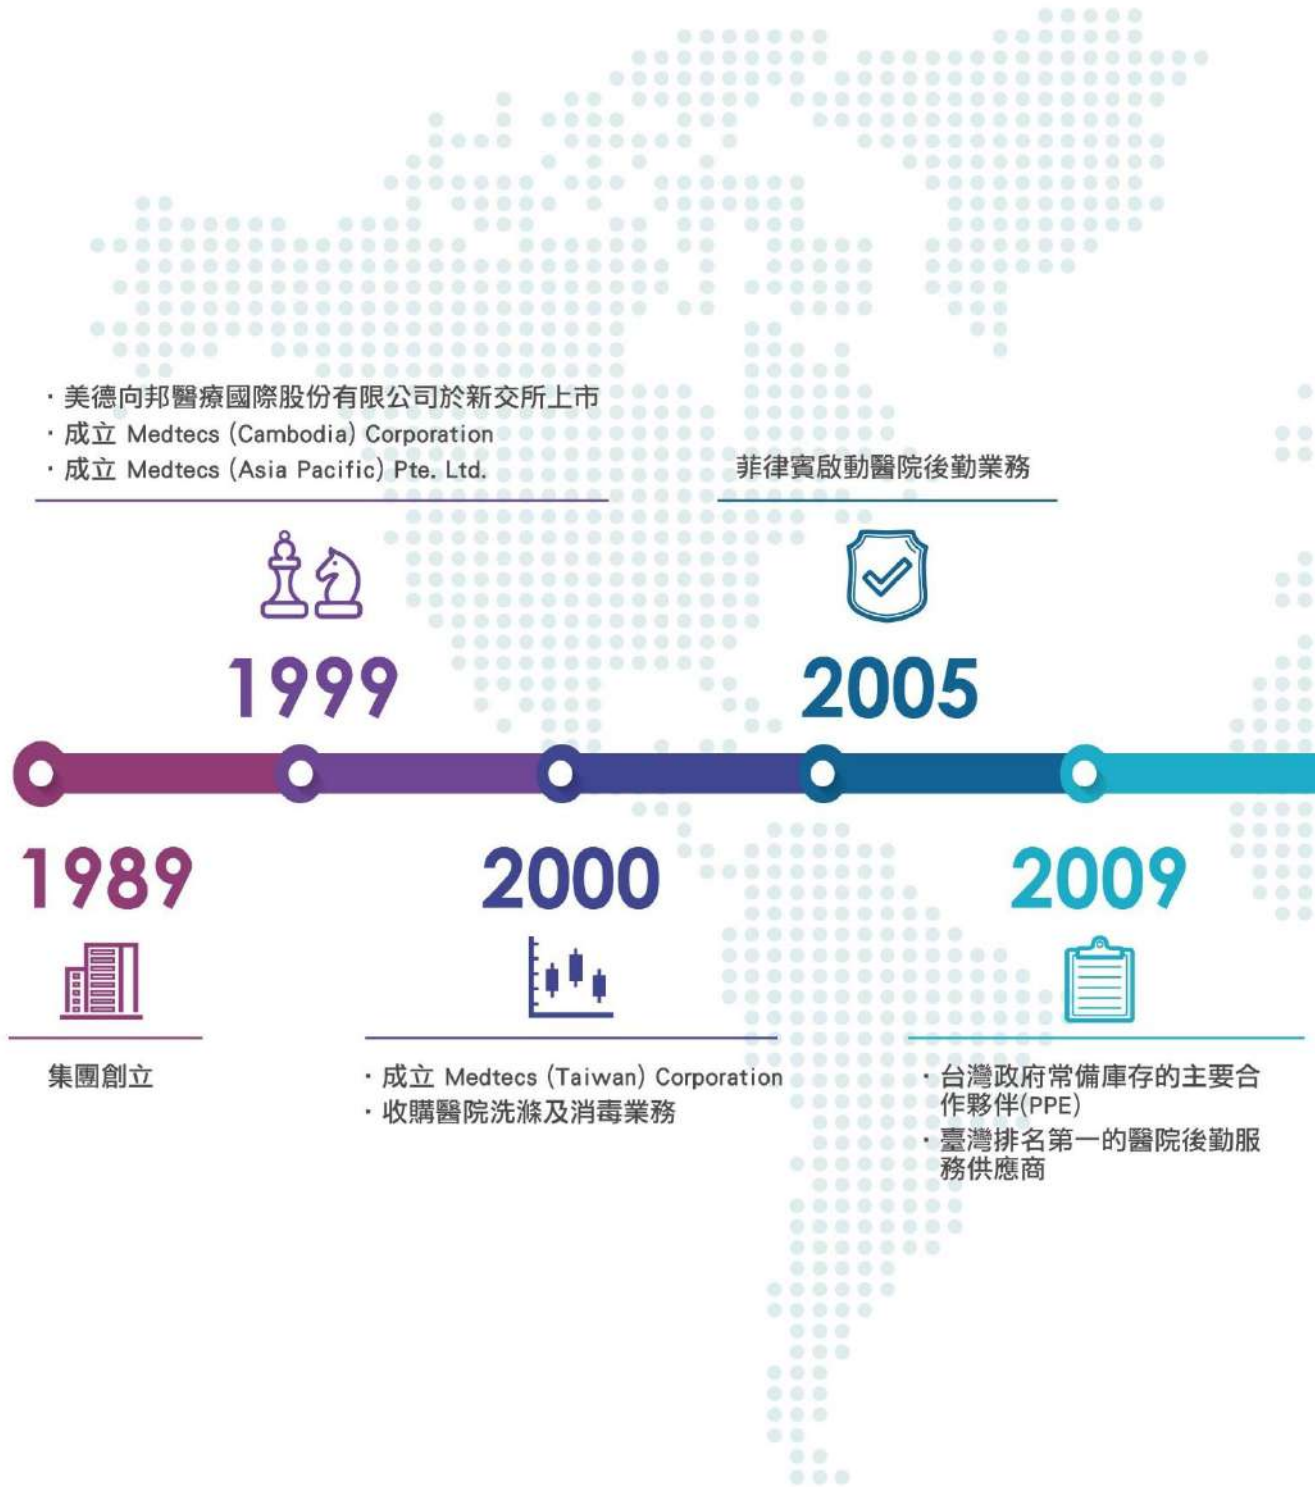 ·美德向邦醫療國際股份有限公司於新交所上市
·成立 Medtecs (Cambodia) Corporation
·成立 Medtecs (Asia Pacific) Pte. Ltd.
菲律賓啟動醫院後勤業務
1999
2005
1989
2000
2009
集團創立
·成立 Medtecs (Taiwan) Corporation
·收購醫院洗滌及消毒業務
·台灣政府常備庫存的主要合
作夥伴(PPE)
·臺灣排名第一的醫院後勤服
務供應商